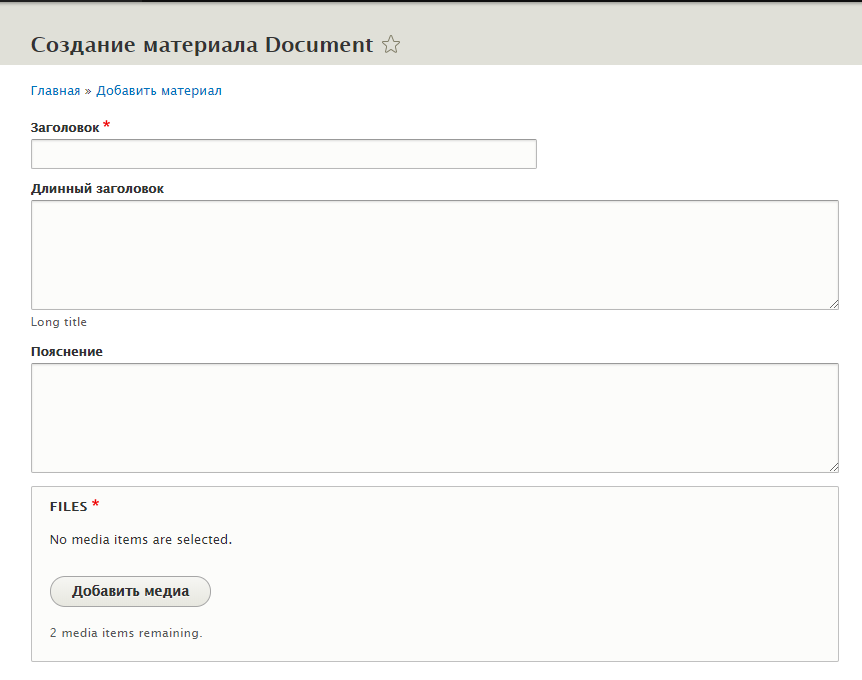 Создание материала Document
Главная » Добавить материал
Заголовок *
Длинный заголовок
Long title
Пояснение
FILES *
No media items are selected.
Добавить медиа
2 media items remaining.